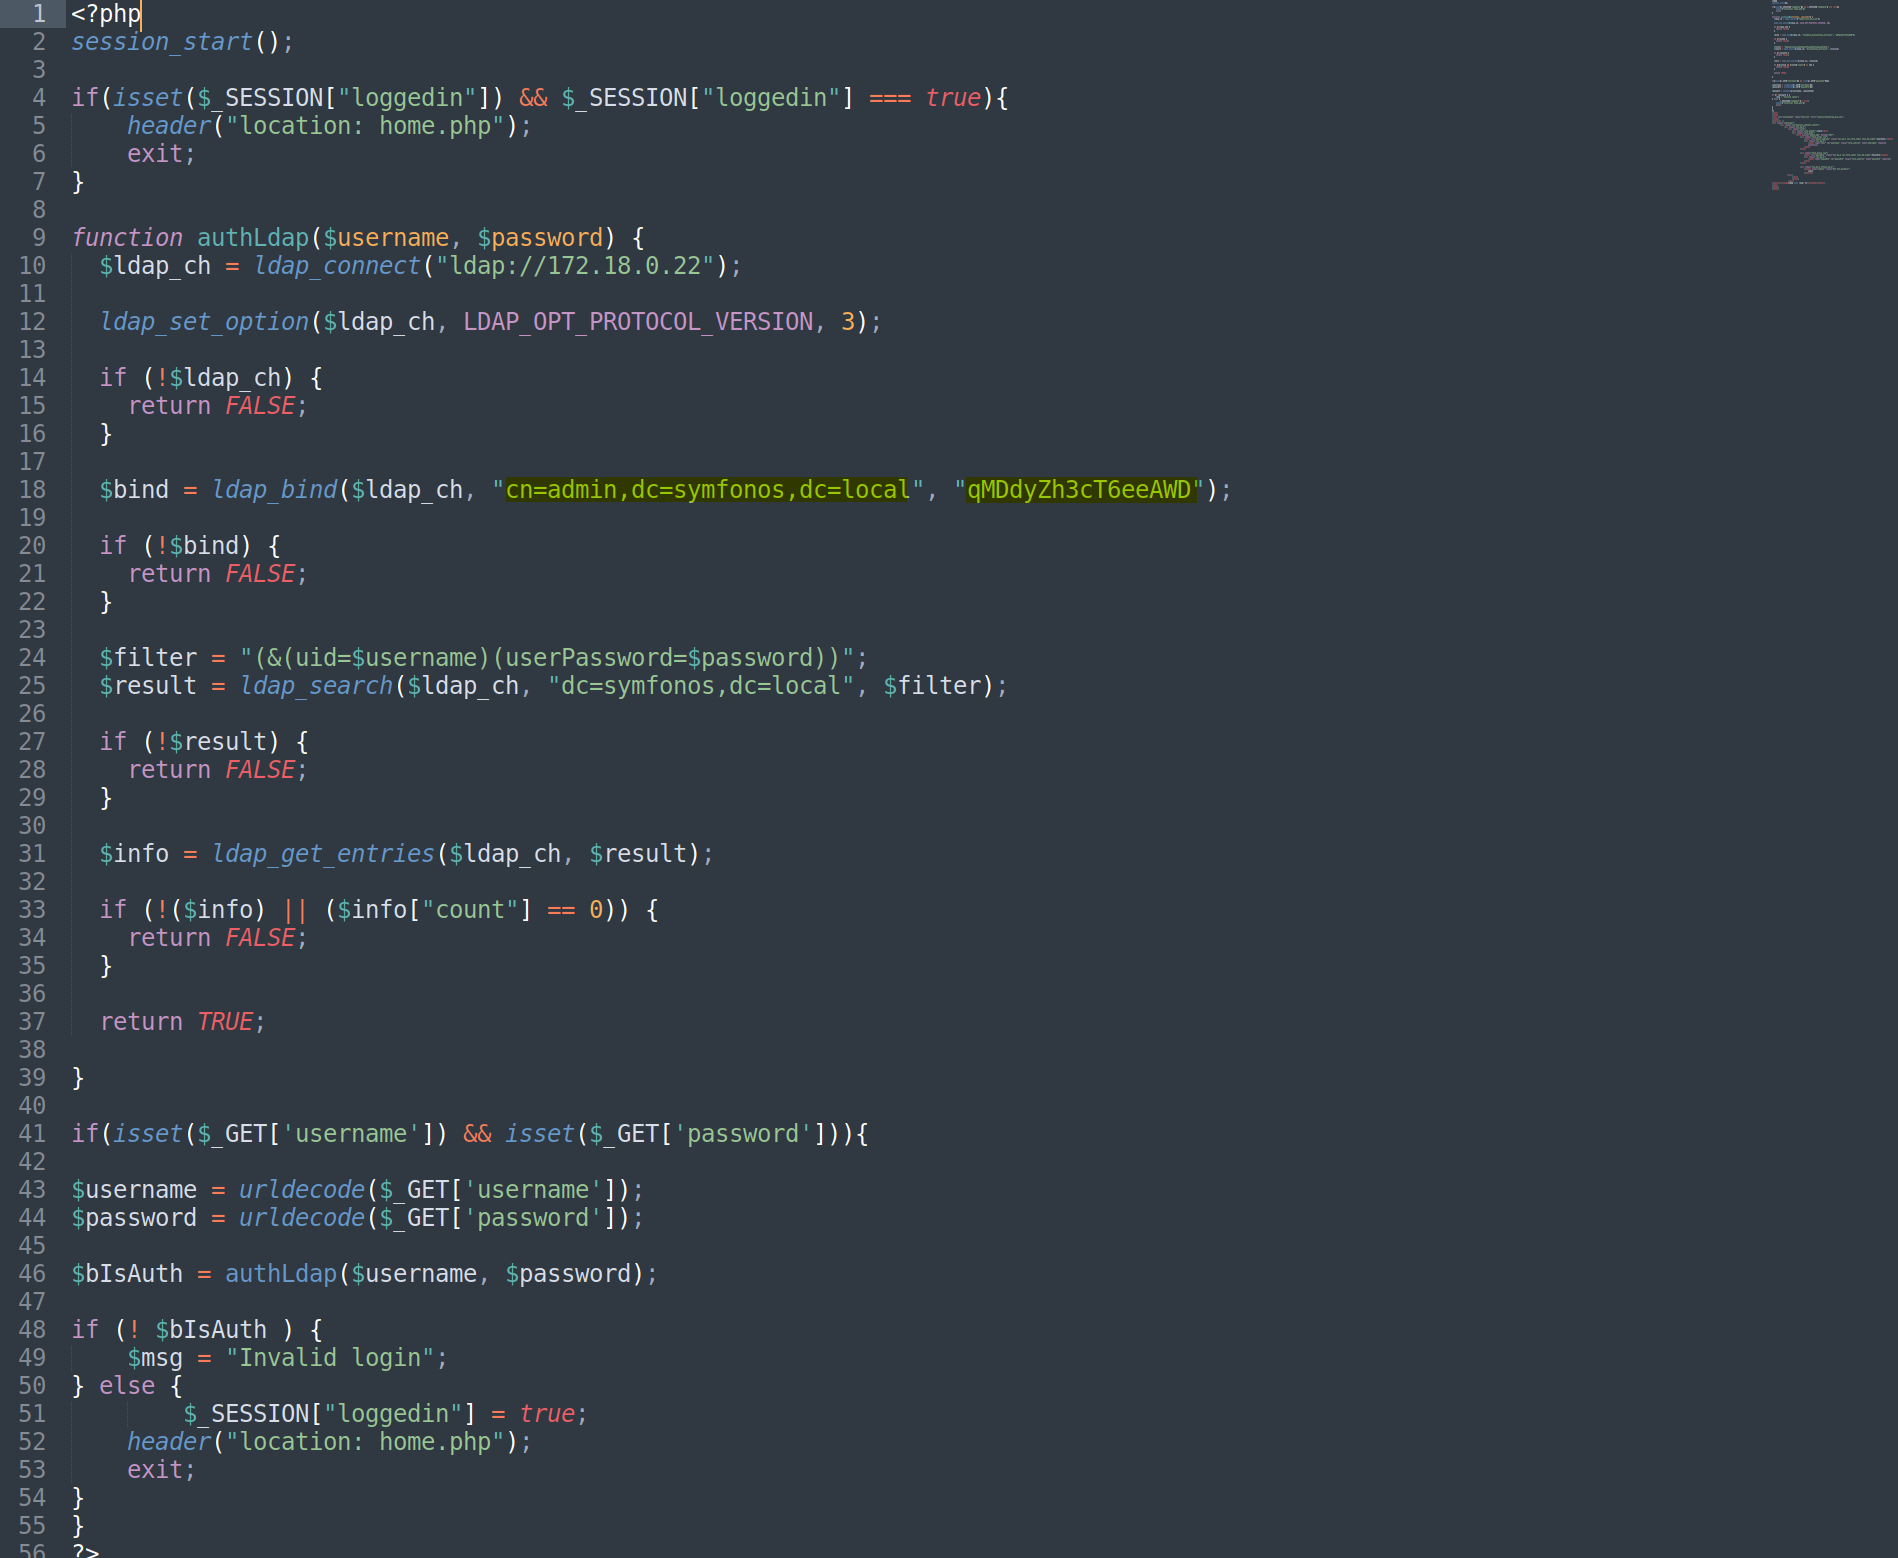 1 <?php
2 session_start();
3
4 if(isset($_SESSION["loggedin"]) && $_SESSION["loggedin"] === true){
5     header("location: home.php");
6     exit;
7 }
8
9 function authLdap($username, $password) {
10   $ldap_ch = ldap_connect("ldap://172.18.0.22");
11
12   ldap_set_option($ldap_ch, LDAP_OPT_PROTOCOL_VERSION, 3);
13
14   if (!$ldap_ch) {
15     return FALSE;
16   }
17
18   $bind = ldap_bind($ldap_ch, "cn=admin,dc=symfonos,dc=local", "qMDdyZh3cT6eeAWD");
19
20   if (!$bind) {
21     return FALSE;
22   }
23
24   $filter = "(&(uid=$username)(userPassword=$password))";
25   $result = ldap_search($ldap_ch, "dc=symfonos,dc=local", $filter);
26
27   if (!$result) {
28     return FALSE;
29   }
30
31   $info = ldap_get_entries($ldap_ch, $result);
32
33   if (!($info) || ($info["count"] == 0)) {
34     return FALSE;
35   }
36
37   return TRUE;
38
39 }
40
41 if(isset($_GET['username']) && isset($_GET['password'])){
42
43 $username = urldecode($_GET['username']);
44 $password = urldecode($_GET['password']);
45
46 $bIsAuth = authLdap($username, $password);
47
48 if (! $bIsAuth ) {
49     $msg = "Invalid login";
50 } else {
51         $_SESSION["loggedin"] = true;
52     header("location: home.php");
53     exit;
54 }
55 }
56 ?>